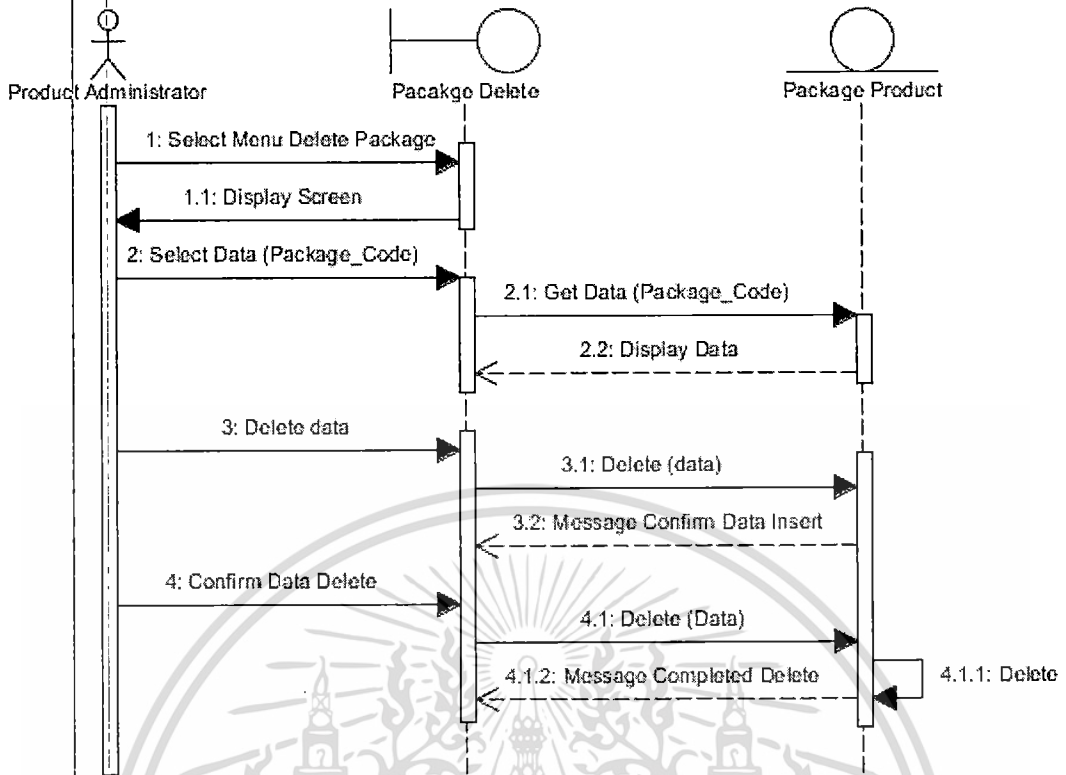 Product Administrator
Pacakge Delete
Package Product
1: Select Menu Delete Package
1.1: Display Screen
2: Select Data (Package_Code)
2.1: Get Data (Package_Code)
2.2: Display Data
3: Delete data
3.1: Delete (data)
3.2: Message Confirm Data Insert
4: Confirm Data Delete
4.1: Delete (Data)
4.1.1: Delete
4.1.2: Message Completed Delete